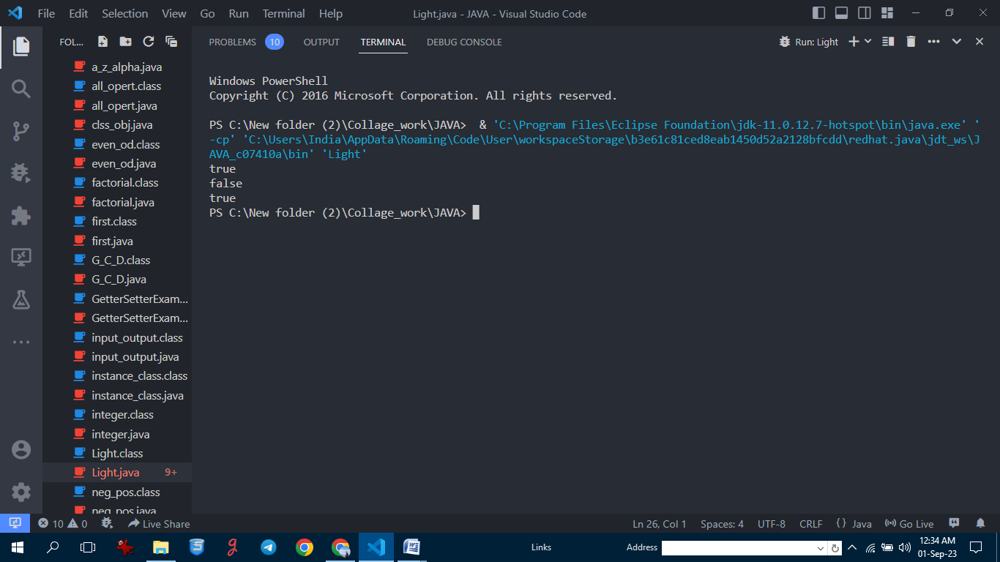 File Edit Selection View Go Run Terminal Help
Light.java - JAVA - Visual Studio Code
FOL...
a_z_alpha.java
all_opert.class
all_opert.java
clss_obj.java
even_od.class
even_od.java
factorial.class
factorial.java
first.class
first.java
G_C_D.class
G_C_D.java
GetterSetterExam...
GetterSetterExam...
input_output.class
input_output.java
instance_class.class
instance_class.java
integer.class
integer.java
Light.class
Light.java 9+
neg_pos.class
neg_pos.java
PROBLEMS 10 OUTPUT TERMINAL DEBUG CONSOLE
Run: Light
Windows PowerShell
Copyright (C) 2016 Microsoft Corporation. All rights reserved.
PS C:\New folder (2)\Collage_work\JAVA>  & 'C:\Program Files\Eclipse Foundation\jdk-11.0.12.7-hotspot\bin\java.exe' '
-cp' 'C:\Users\India\AppData\Roaming\Code\User\workspaceStorage\b3e61c81ced8eab1450d52a2128bfcdd\redhat.java\jdt_ws\J
AVA_c07410a\bin' 'Light'
true
false
true
PS C:\New folder (2)\Collage_work\JAVA>
10 0 Live Share
Ln 26, Col 1 Spaces: 4 UTF-8 CRLF {} Java Go Live
Links Address
12:34 AM
01-Sep-23